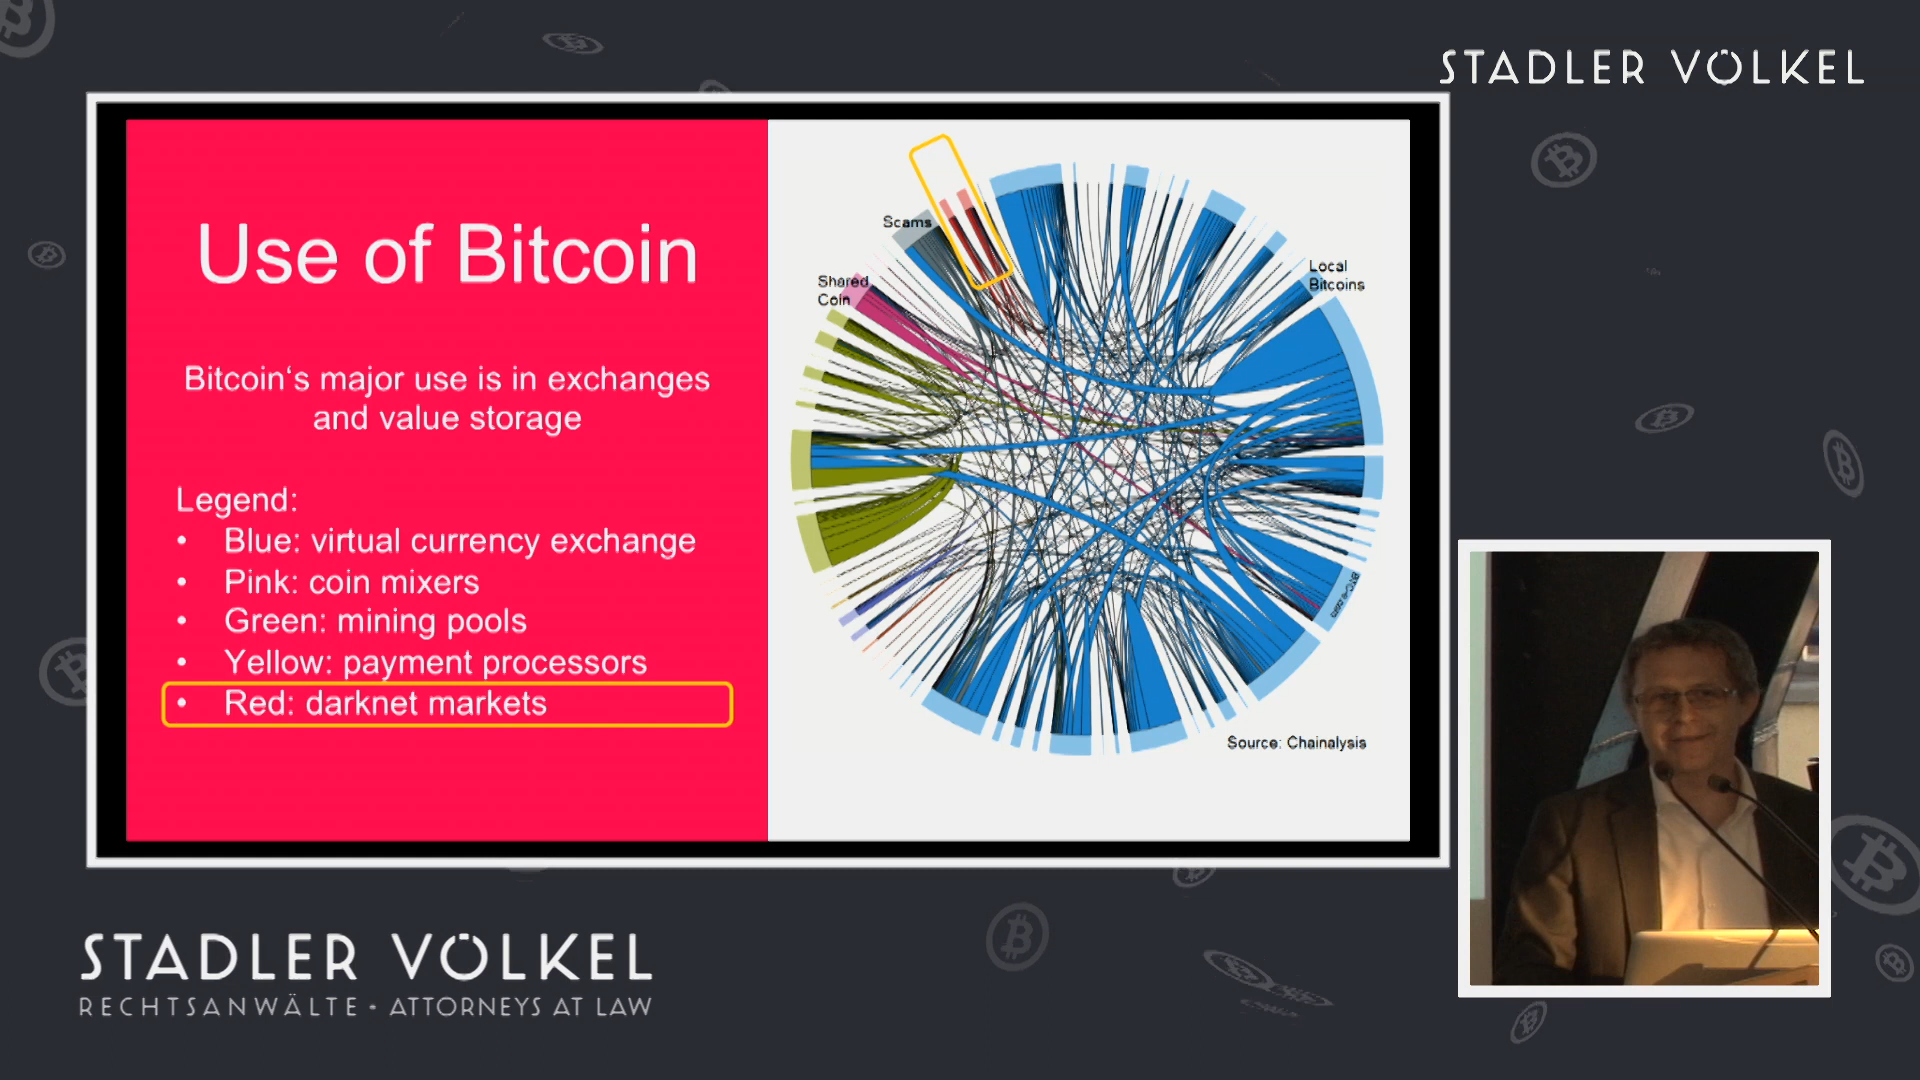 STADLER VÖLKEL
Use of Bitcoin
Bitcoin‘s major use is in exchanges
and value storage
Legend:
• Blue: virtual currency exchange
• Pink: coin mixers
• Green: mining pools
• Yellow: payment processors
• Red: darknet markets
Scams
Shared
Coin
Local
Bitcoins
Source: Chainalysis
STADLER VÖLKEL
RECHTSANWÄLTE • ATTORNEYS AT LAW